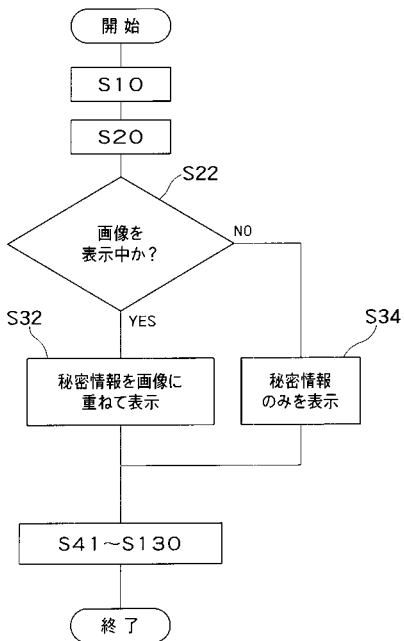 開始
S10
S20
S22
画像を
表示中か?
NO
YES
S32
秘密情報を画像に
重ねて表示
S34
秘密情報
のみを表示
S41～S130
終了